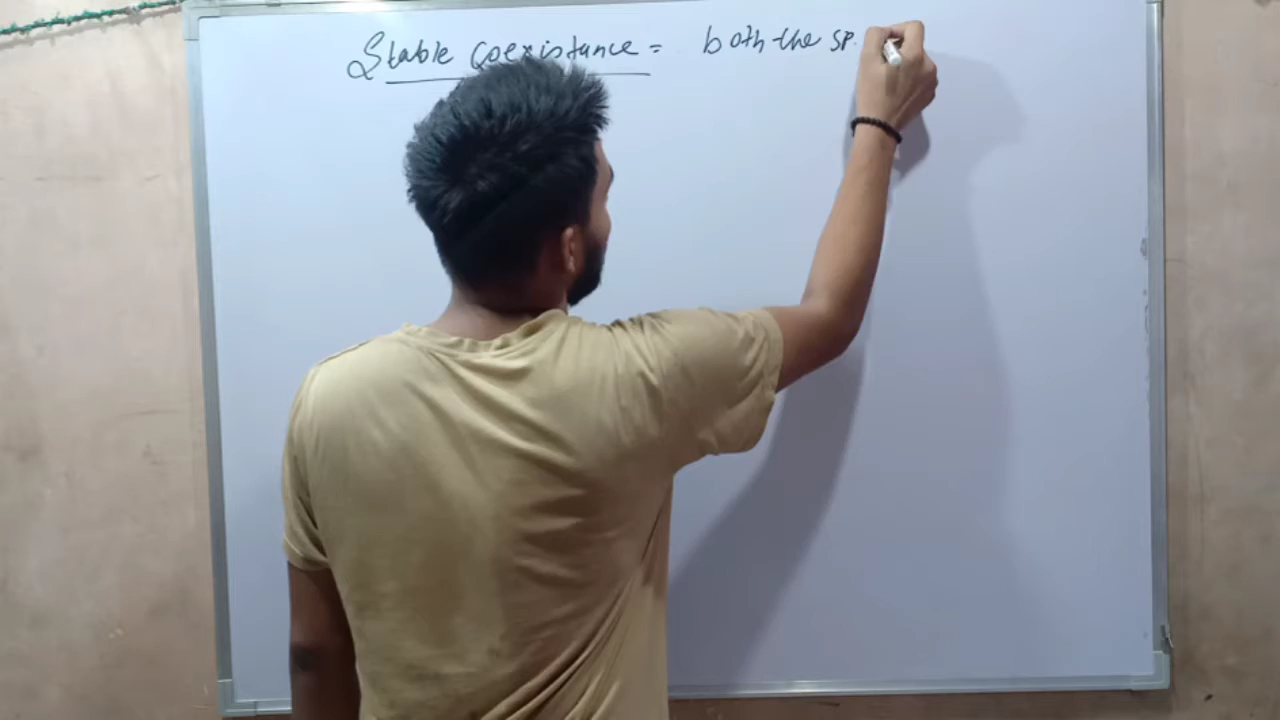 Stable Coexistance = both the sp.